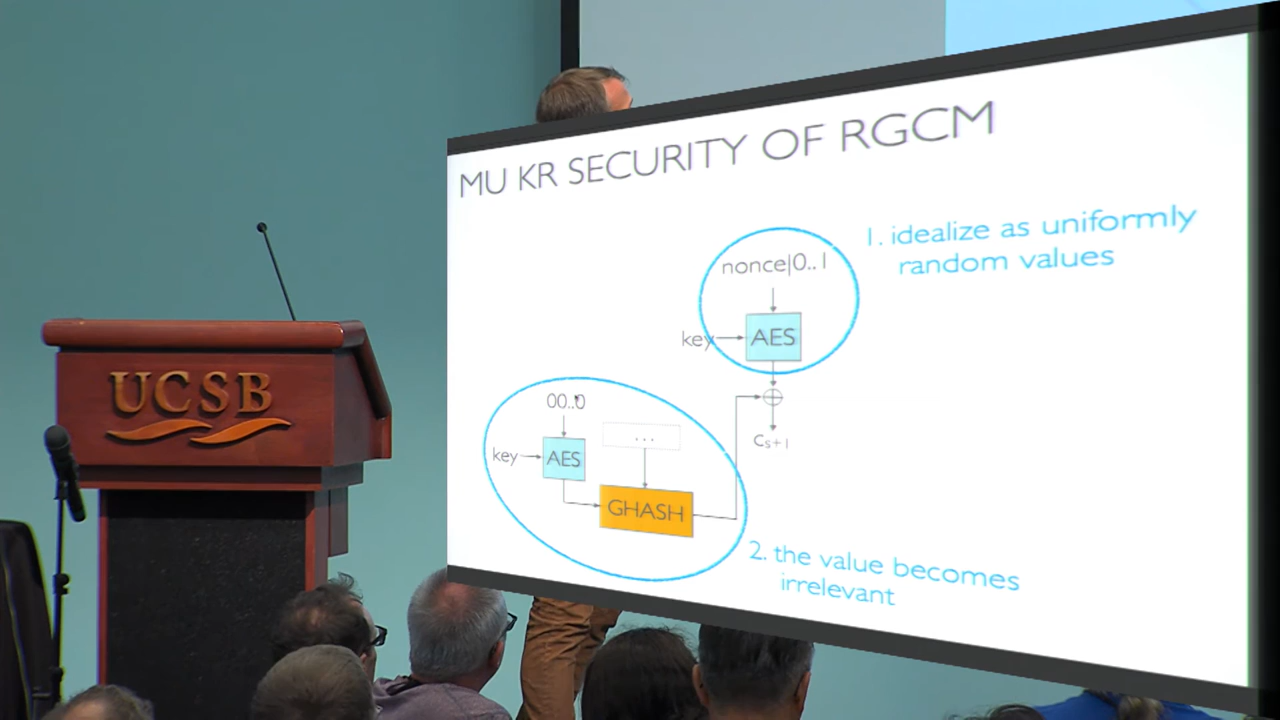 MU KR SECURITY OF RGCM
1. idealize as uniformly
random values
nonce|0..1
key
AES
Cs+1
00..0
key
AES
...
GHASH
2. the value becomes
irrelevant
UCSB